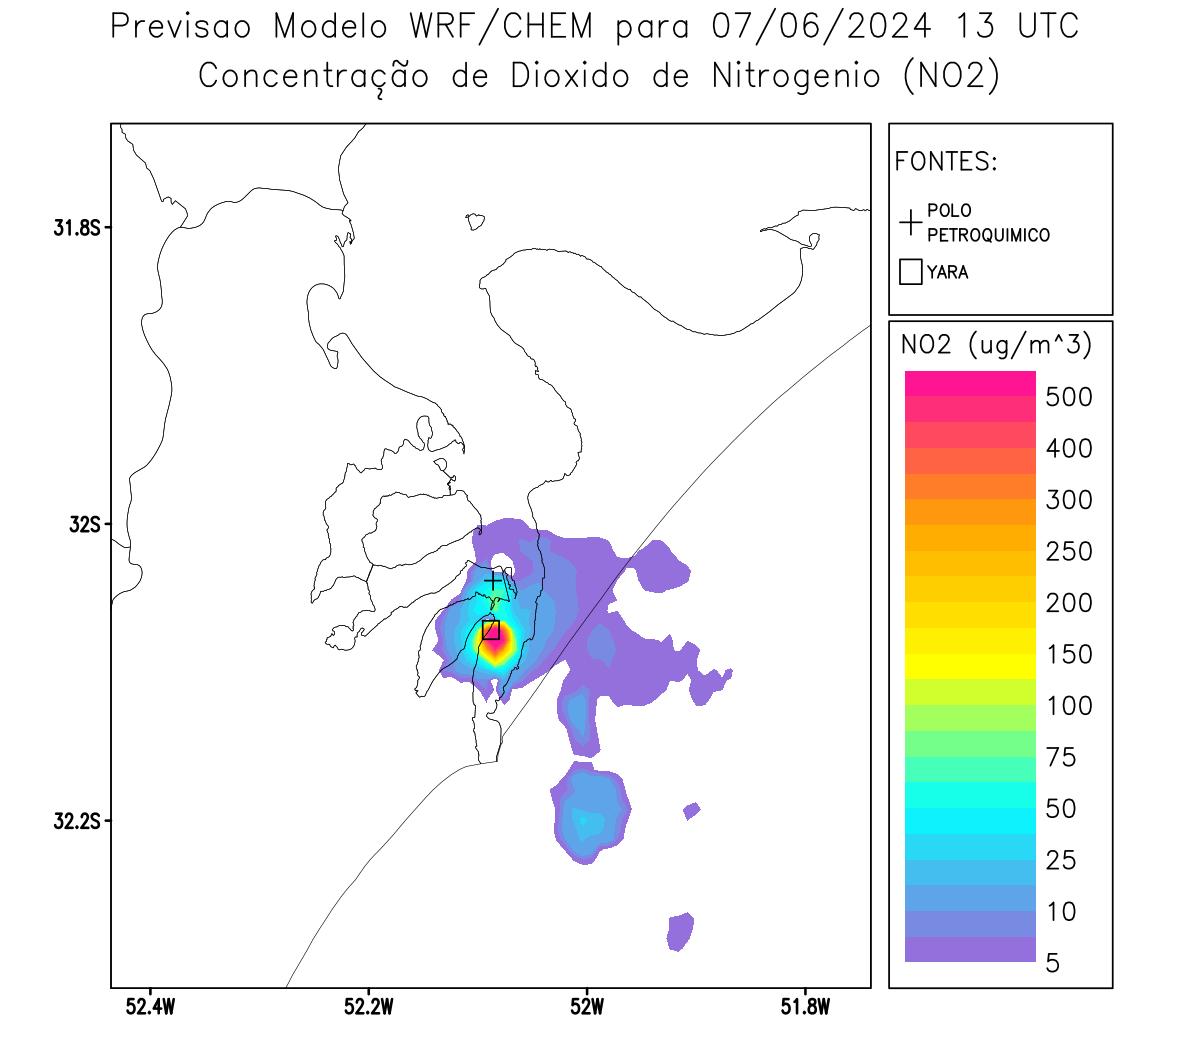 Previsao Modelo WRF/CHEM para 07/06/2024 13 UTC
Concentração de Dioxido de Nitrogenio (NO2)
FONTES:
POLO
PETROQUIMICO
YARA
NO2 (ug/m^3)
500
400
300
250
200
150
100
75
50
25
10
5
31.8S
32S
32.2S
52.4W
52.2W
52W
51.8W